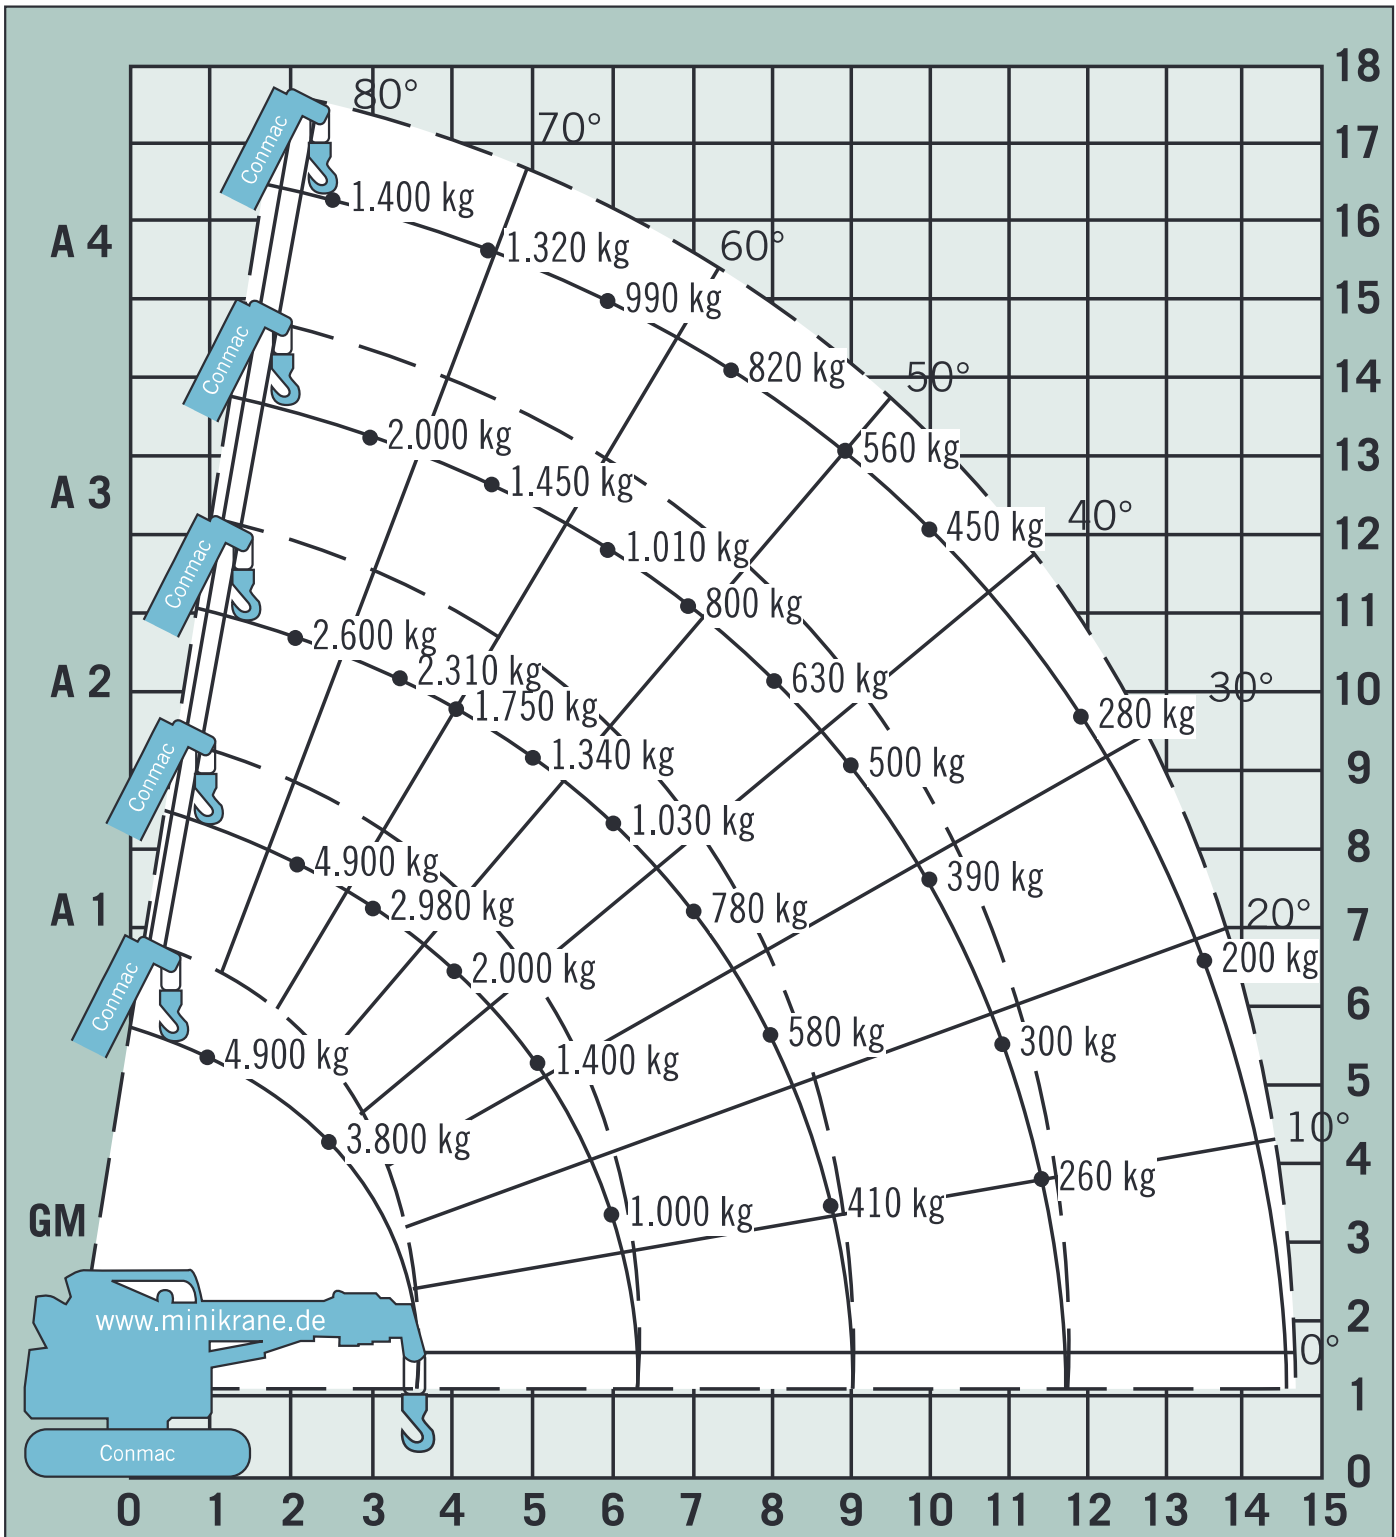 18
80°
70°
17
Conmac
1.400 kg
16
A 4
1.320 kg
60°
990 kg
15
Conmac
820 kg
50°
14
2.000 kg
560 kg
13
1.450 kg
A 3
40°
450 kg
12
1.010 kg
Conmac
800 kg
11
2.600 kg
2.310 kg
630 kg
A 2
30°
10
1.750 kg
280 kg
1.340 kg
500 kg
9
Conmac
1.030 kg
8
4.900 kg
390 kg
2.980 kg
780 kg
A 1
20°
7
2.000 kg
200 kg
Conmac
6
580 kg
300 kg
4.900 kg
1.400 kg
5
10°
3.800 kg
4
260 kg
410 kg
1.000 kg
GM
3
www.minikrane.de
2
0°
1
Conmac
0
0 1 2 3 4 5 6 7 8 9 10 11 12 13 14 15